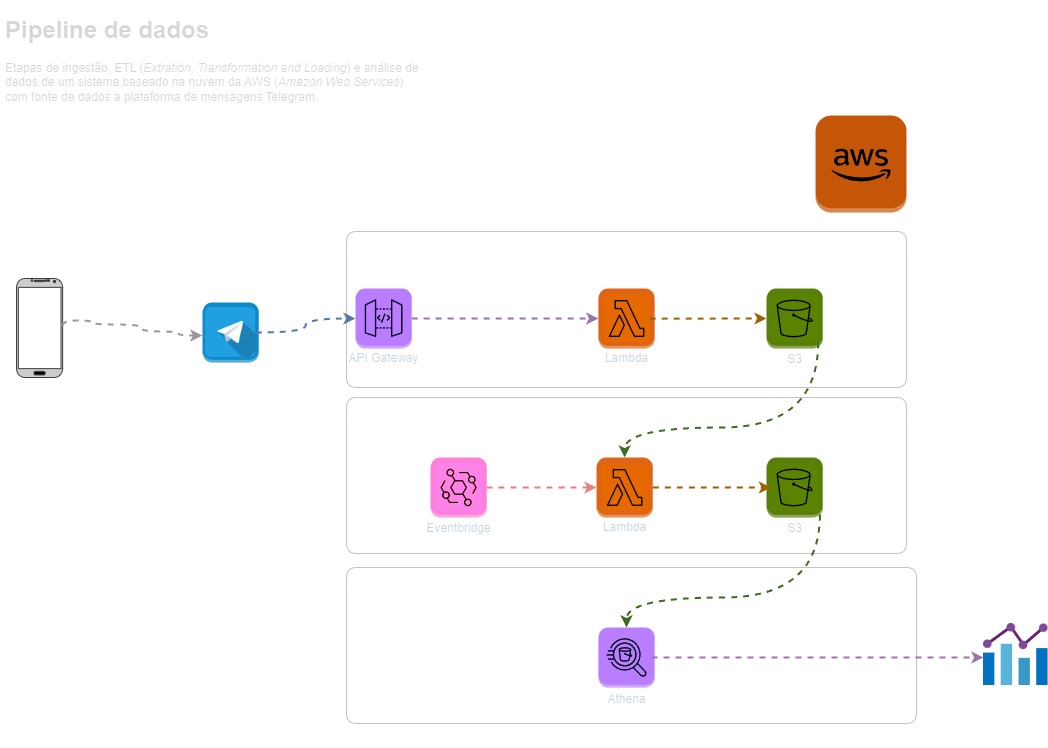 Pipeline de dados
Etapas de ingestão, ETL (Extration, Transformation and Loading) e análise de
dados de um sistema baseado na nuvem da AWS (Amazon Web Services)
com fonte de dados a plataforma de mensagens Telegram.
aws
API Gateway
Lambda
S3
Eventbridge
Lambda
S3
Athena